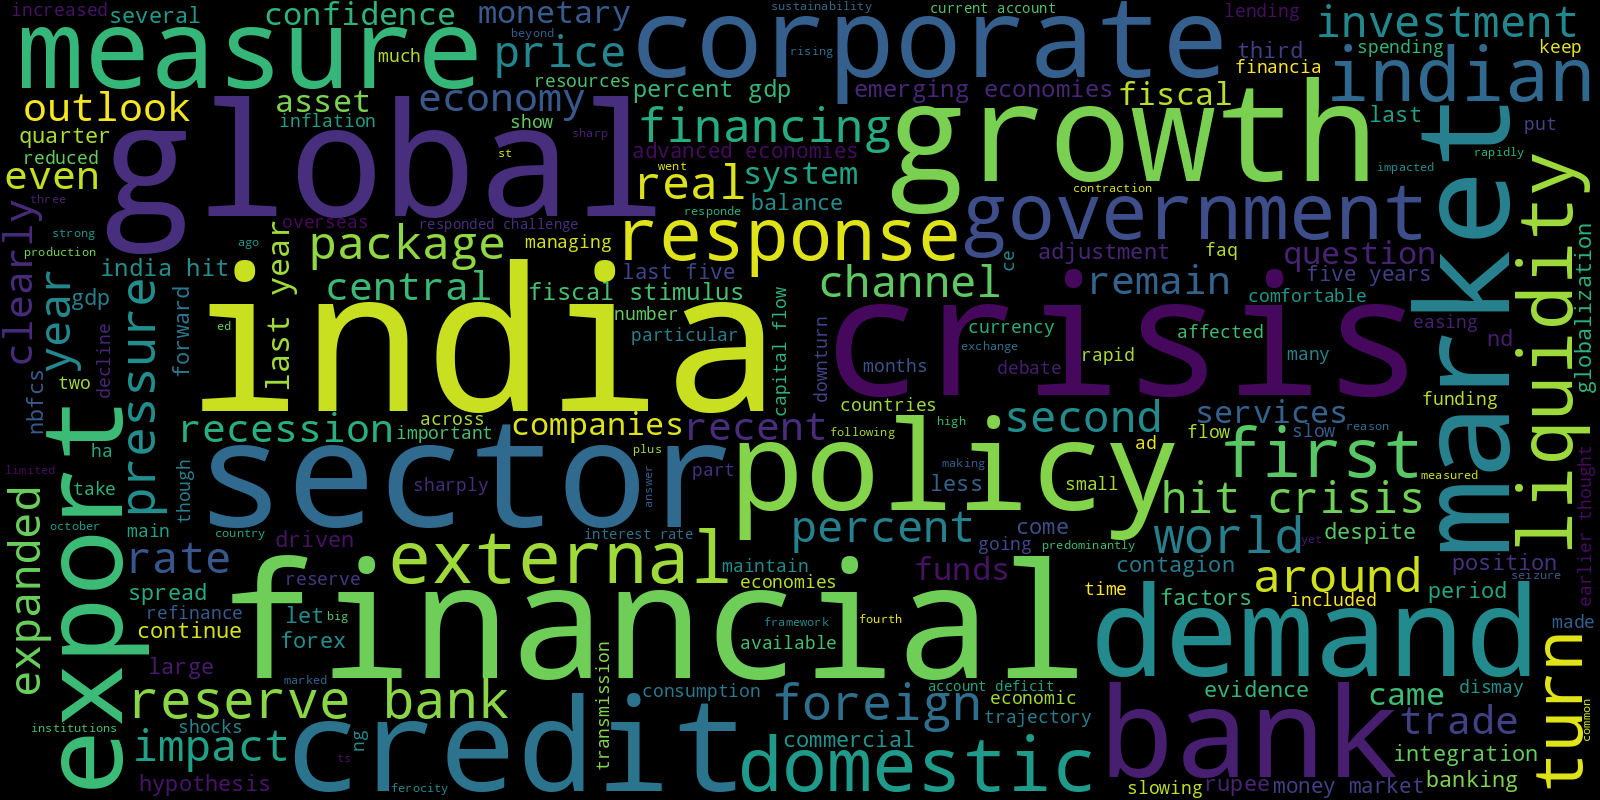 increased
several
confidence
monetary
sustainability
current account
lending
investment
measure
much
beyond
price
corporate
rising
third
spending
keep
financia
indian
outlook
asset
economy
resources
percent gdp
emerging economies
fiscal
quarter
inflation
show
sharp
financing
growth
last
put
reduced
global
st
advanced economies
impacted
rapidly
even
went
real
system
contraction
three
overseas
responded challenge
responde
balance
government
market
liquidity
strong
ago
package
managing
response
adjustment
faq
question
globalization
production
clearly
year
india hit
last year
central
last five
fiscal stimulus
channel
ce
remain
five years
gdp
pressure
forward
ed
india
number
particular
capital flow
crisis
comfortable
easing
nd
decline
downturn
currency
exchange
affected
many
months
debate
rapid
two
nbfcs
across
companies
countries
second
services
funding
recession
important
recent
following
high
ad
flow
slow
reason
export
ha
sector
plus
policy
first
limited
though
sharply
answer
part
making
less
small
measured
take
hit crisis
expanded
october
main
country
driven
interest rate
percent
come
going
predominantly
world
yet
despite
earlier thought
rate
external
maintain
funds
contagion
position
seizure
spread
reserve
economies
around
refinance
let
big
financial
framework
fourth
time
factors
included
period
continue
forex
available
demand
made
large
transmission
turn
reserve bank
marked
consumption
foreign
account deficit
economic
bank
evidence
came
dismay
institutions
shocks
credit
trajectory
trade
common
impact
ng
commercial
domestic
integration
hypothesis
ts
ferocity
slowing
rupee
money market
banking